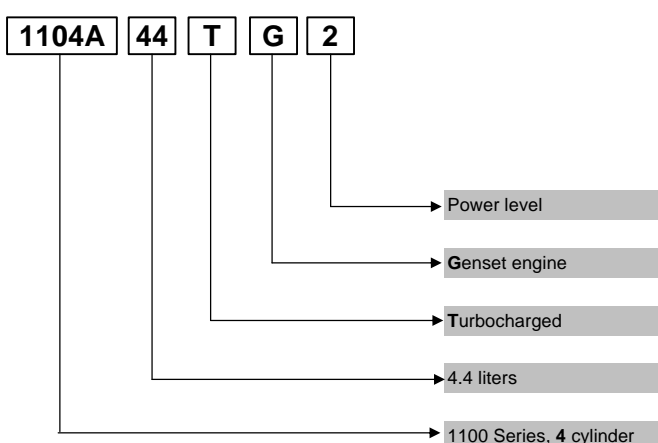 1104A 44 T G 2
Power level
Genset engine
Turbocharged
4.4 liters
1100 Series, 4 cylinder